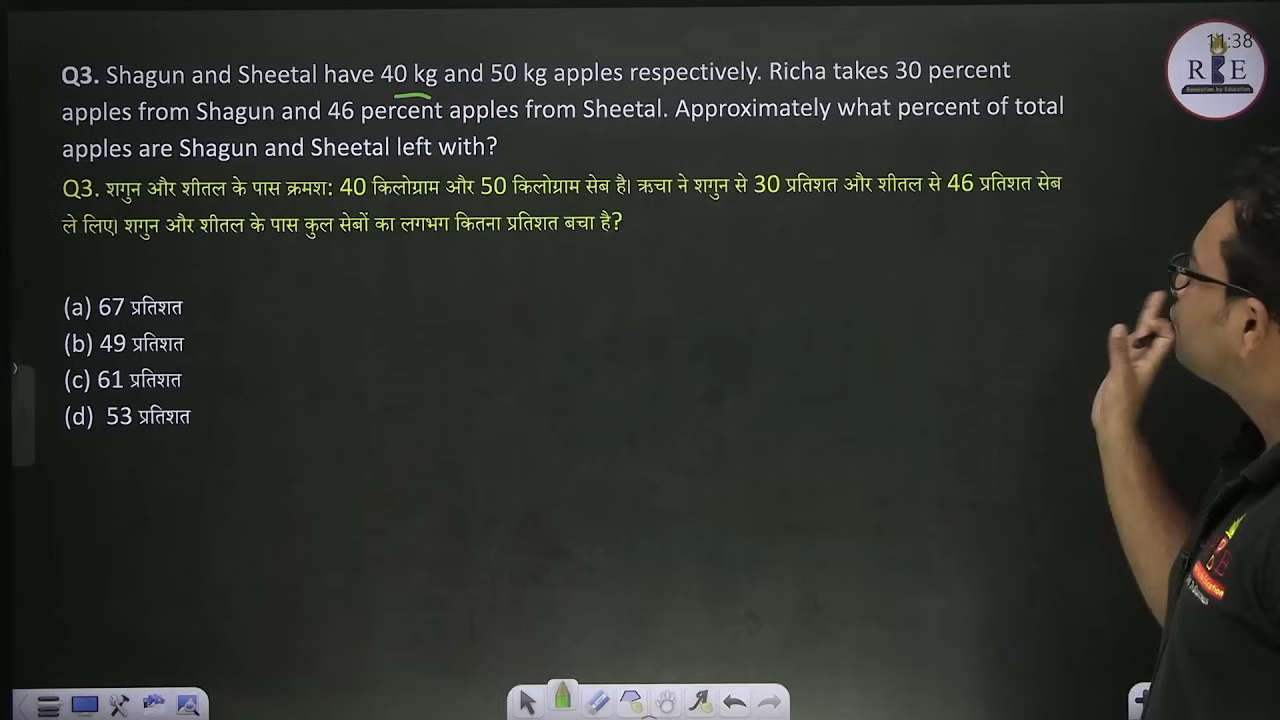 11:38
R E
Revolution by Education
Q3. Shagun and Sheetal have 40 kg and 50 kg apples respectively. Richa takes 30 percent
apples from Shagun and 46 percent apples from Sheetal. Approximately what percent of total
apples are Shagun and Sheetal left with?
Q3. शगुन और शीतल के पास क्रमश: 40 किलोग्राम और 50 किलोग्राम सेब है। ऋचा ने शगुन से 30 प्रतिशत और शीतल से 46 प्रतिशत सेब
ले लिए। शगुन और शीतल के पास कुल सेबों का लगभग कितना प्रतिशत बचा है?
(a) 67 प्रतिशत
(b) 49 प्रतिशत
(c) 61 प्रतिशत
(d) 53 प्रतिशत